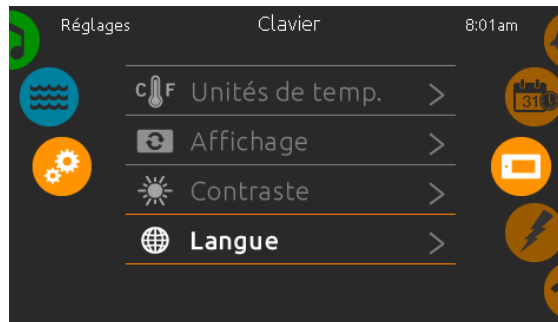 Réglages Clavier 8:01am
C F Unités de temp.
Affichage
Contraste
Langue
31